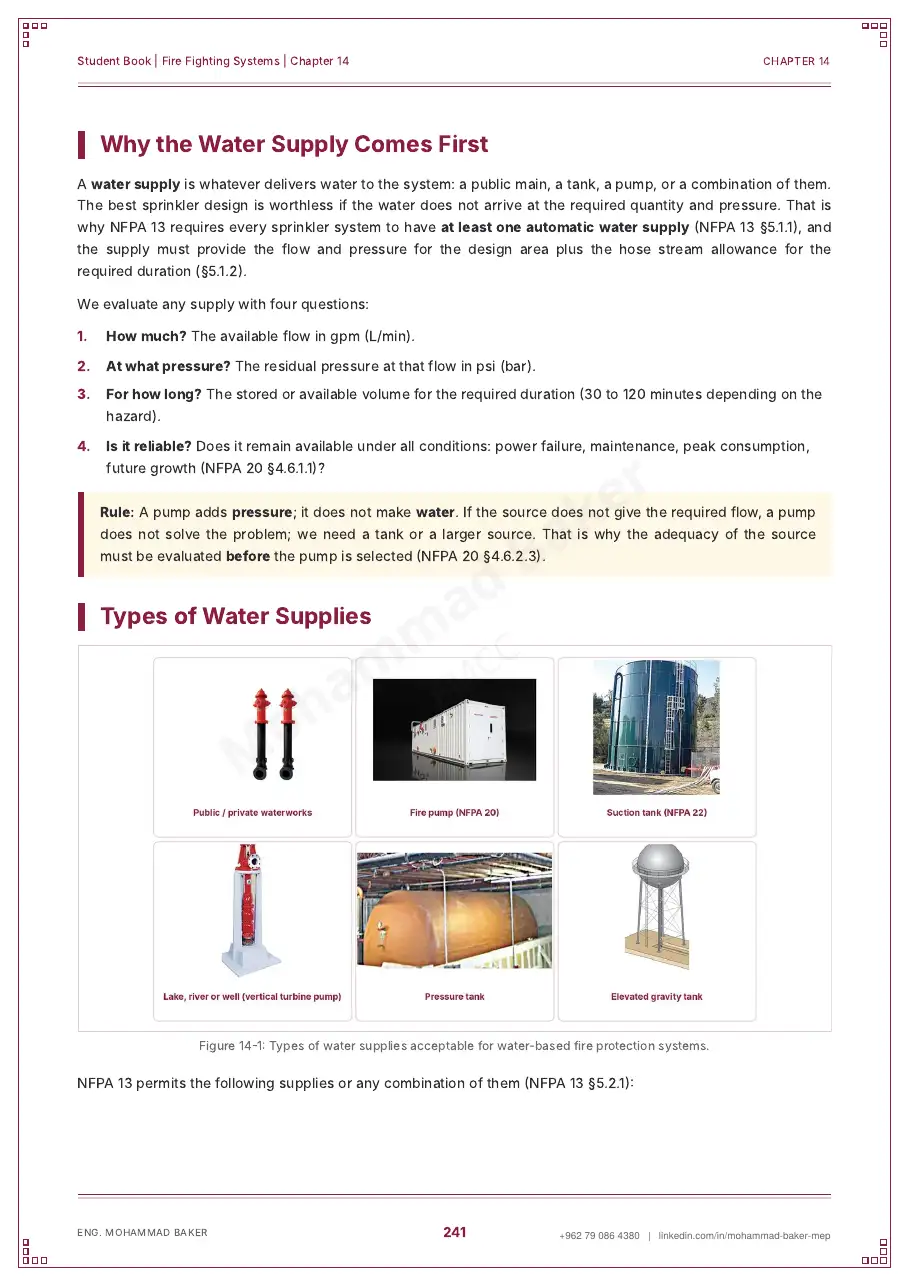 Student Book | Fire Fighting Systems | Chapter 14
CHAPTER 14
Why the Water Supply Comes First
A water supply is whatever delivers water to the system: a public main, a tank, a pump, or a combination of them.
The best sprinkler design is worthless if the water does not arrive at the required quantity and pressure. That is
why NFPA 13 requires every sprinkler system to have at least one automatic water supply (NFPA 13 §5.1.1), and
the supply must provide the flow and pressure for the design area plus the hose stream allowance for the
required duration (§5.1.2).
We evaluate any supply with four questions:
1. How much? The available flow in gpm (L/min).
2. At what pressure? The residual pressure at that flow in psi (bar).
3. For how long? The stored or available volume for the required duration (30 to 120 minutes depending on the
hazard).
4. Is it reliable? Does it remain available under all conditions: power failure, maintenance, peak consumption,
future growth (NFPA 20 §4.6.1.1)?
Rule: A pump adds pressure; it does not make water. If the source does not give the required flow, a pump
does not solve the problem; we need a tank or a larger source. That is why the adequacy of the source
must be evaluated before the pump is selected (NFPA 20 §4.6.2.3).
Mohammad Baker
MCC
Types of Water Supplies
Public / private waterworks
Fire pump (NFPA 20)
Suction tank (NFPA 22)
Lake, river or well (vertical turbine pump)
Pressure tank
Elevated gravity tank
Figure 14-1: Types of water supplies acceptable for water-based fire protection systems.
NFPA 13 permits the following supplies or any combination of them (NFPA 13 §5.2.1):
ENG. MOHAMMAD BAKER
241
+962 79 086 4380 | linkedin.com/in/mohammad-baker-mep